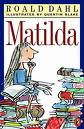 ROALD DAHL
ILLUSTRATED BY QUENTIN BLAKE
Matilda